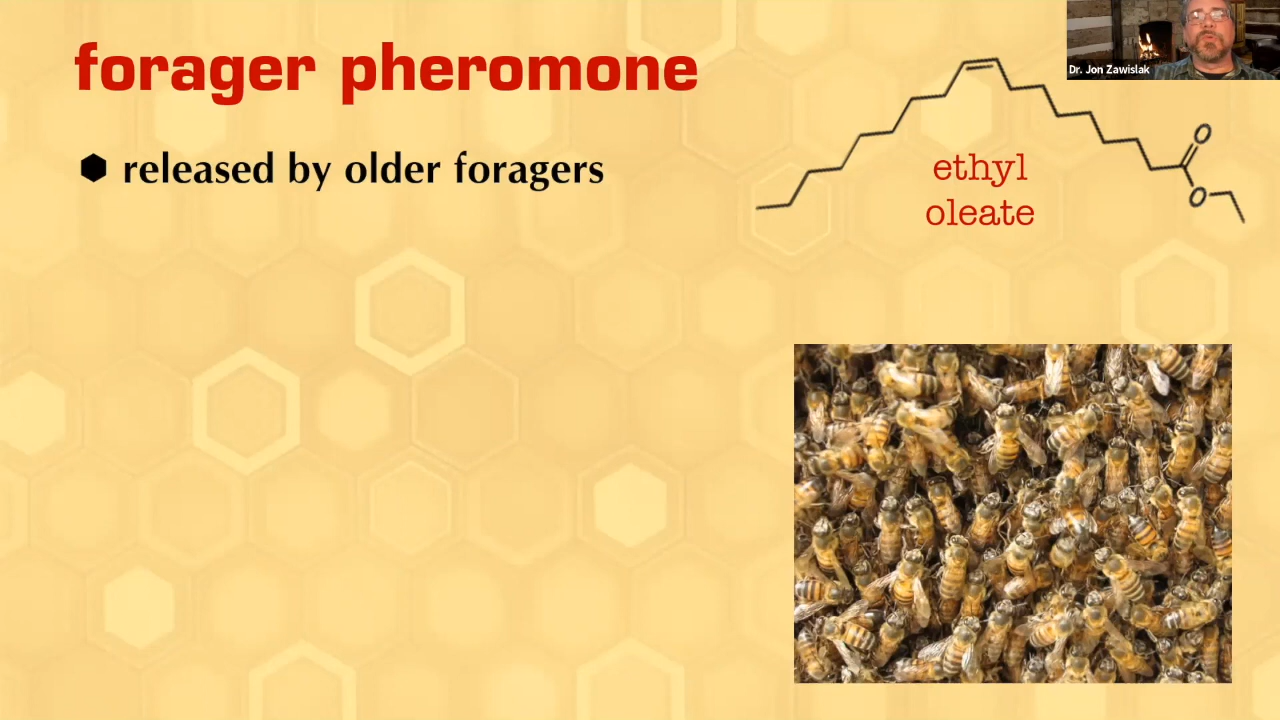 forager pheromone
Dr. Jon Zawislak
released by older foragers
O
O
ethyl
oleate